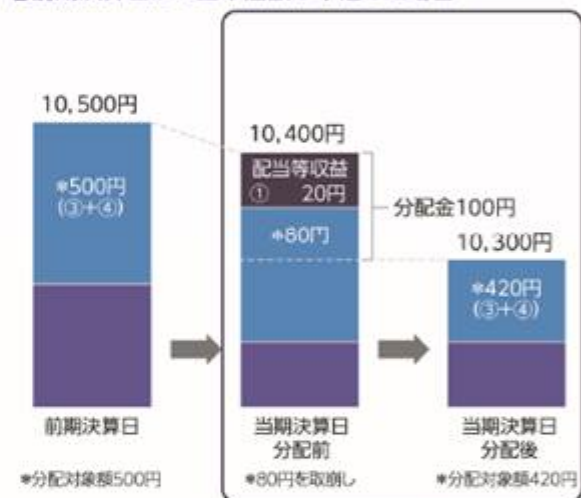 10,500円
*500円
(③+④)
前期決算日
*分配対象額500円
10,400円
配当等収益
① 20円
*80円
分配金100円
当期決算日
分配前
*80円を取崩し
10,300円
*420円
(③+④)
当期決算日
分配後
*分配対象額420円